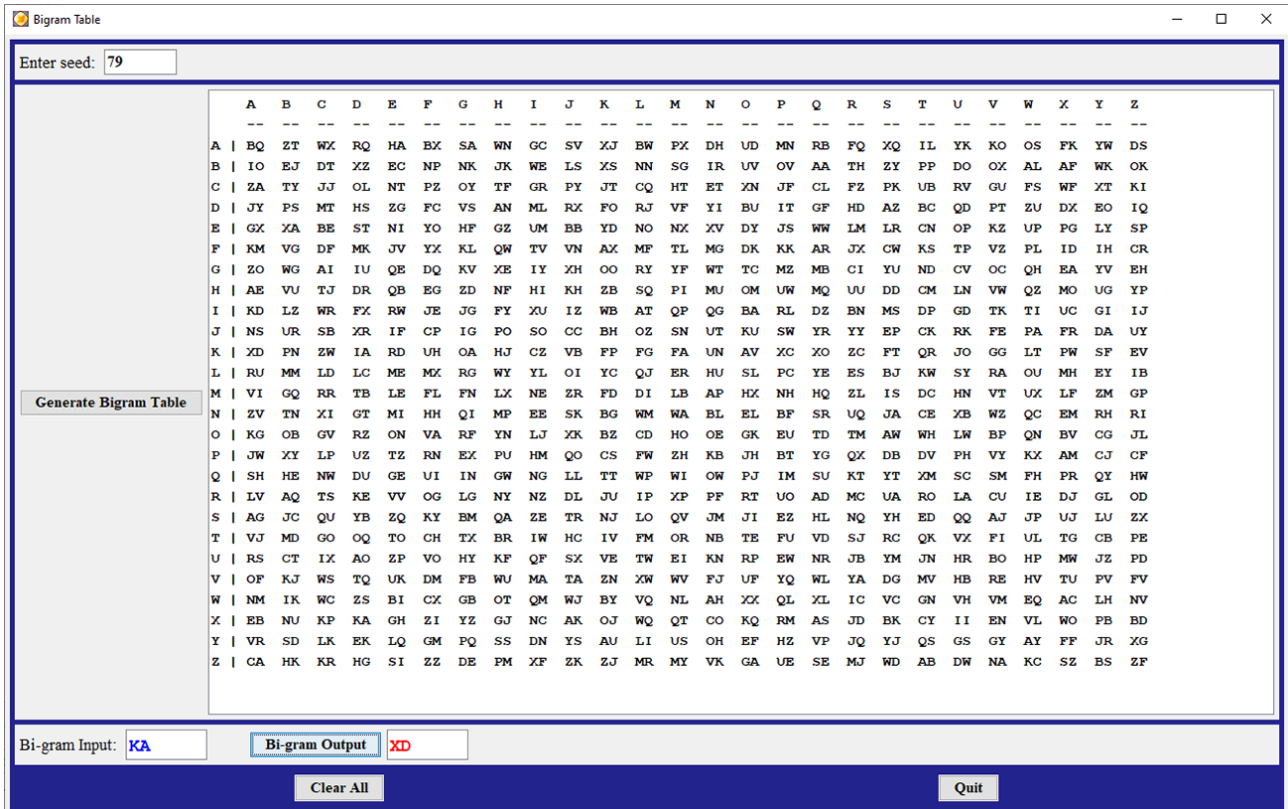 Bigram Table
Enter seed: 79
A B C D E F G H I J K L M N O P Q R S T U V W X Y Z
-- -- -- -- -- -- -- -- -- -- -- -- -- -- -- -- -- -- -- -- -- -- -- -- -- --
A | BQ ZT WX RQ HA BX SA WN GC SV XJ BW PX DH UD MN RB FQ XQ IL YK KO OS FK YW DS
B | IO EJ DT XZ EC NP NK JK WE LS XS NN SG IR UV OV AA TH ZY PP DO OX AL AF WK OK
C | ZA TY JJ OL NT PZ OY TF GR PY JT CQ HT ET XN JF CL FZ PK UB RV GU FS WF XT KI
D | JY PS MT HS ZG FC VS AN ML RX FO RJ VF YI BU IT GF HD AZ BC QD PT ZU DX EO IQ
E | GX XA BE ST NI YO HF GZ UM BB YD NO NX XV DY JS WW LM LR CN OP KZ UP PG LY SP
F | KM VG DF MK JV YX KL QW TV VN AX MF TL MG DK KK AR JX CW KS TP VZ PL ID IH CR
G | ZO WG AI IU QE DQ KV XE IY XH OO RY YF WT TC MZ MB CI YU ND CV OC QH EA YV EH
H | AE VU TJ DR QB EG ZD NF HI KH ZB SQ PI MU OM UW MQ UU DD CM LN VW QZ MO UG YP
I | KD LZ WR FX RW JE JG FY XU IZ WB AT QP QG BA RL DZ BN MS DP GD TK TI UC GI IJ
J | NS UR SB XR IF CP IG PO SO CC BH OZ SN UT KU SW YR YY EP CK RK FE PA FR DA UY
K | XD PN ZW IA RD UH OA HJ CZ VB FP FG FA UN AV XC XO ZC FT QR JO GG LT PW SF EV
L | RU MM LD LC ME MX RG WY YL OI YC QJ ER HU SL PC YE ES BJ KW SY RA OU MH EY IB
Generate Bigram Table
M | VI GQ RR TB LE FL FN LX NE ZR FD DI LB AP HX NH HQ ZL IS DC HN VT UX LF ZM GP
N | ZV TN XI GT MI HH QI MP EE SK BG WM WA BL EL BF SR UQ JA CE XB WZ QC EM RH RI
O | KG OB GV RZ ON VA RF YN LJ XK BZ CD HO OE GK EU TD TM AW WH LW BP QN BV CG JL
P | JW XY LP UZ TZ RN EX PU HM QO CS FW ZH KB JH BT YG QX DB DV PH VY KX AM CJ CF
Q | SH HE NW DU GE UI IN GW NG LL TT WP WI OW PJ IM SU KT YT XM SC SM FH PR QY HW
R | LV AQ TS KE VV OG LG NY NZ DL JU IP XP PF RT UO AD MC UA RO LA CU IE DJ GL OD
S | AG JC QU YB ZQ KY BM QA ZE TR NJ LO QV JM JI EZ HL NQ YH ED QQ AJ JP UJ LU ZX
T | VJ MD GO OQ TO CH TX BR IW HC IV FM OR NB TE FU VD SJ RC QK VX FI UL TG CB PE
U | RS CT IX AO ZP VO HY KF QF SX VE TW EI KN RP EW NR JB YM JN HR BO HP MW JZ PD
V | OF KJ WS TQ UK DM FB WU MA TA ZN XW WV FJ UF YQ WL YA DG MV HB RE HV TU PV FV
W | NM IK WC ZS BI CX GB OT QM WJ BY VQ NL AH XX QL XL IC VC GN VH VM EQ AC LH NV
X | EB NU KP KA GH ZI YZ GJ NC AK OJ WQ QT CO KQ RM AS JD BK CY II EN VL WO PB BD
Y | VR SD LK EK LQ GM PQ SS DN YS AU LI US OH EF HZ VP JQ YJ QS GS GY AY FF JR XG
Z | CA HK KR HG SI ZZ DE PM XF ZK ZJ MR MY VK GA UE SE MJ WD AB DW NA KC SZ BS ZF
Bi-gram Input: KA Bi-gram Output XD
Clear All Quit